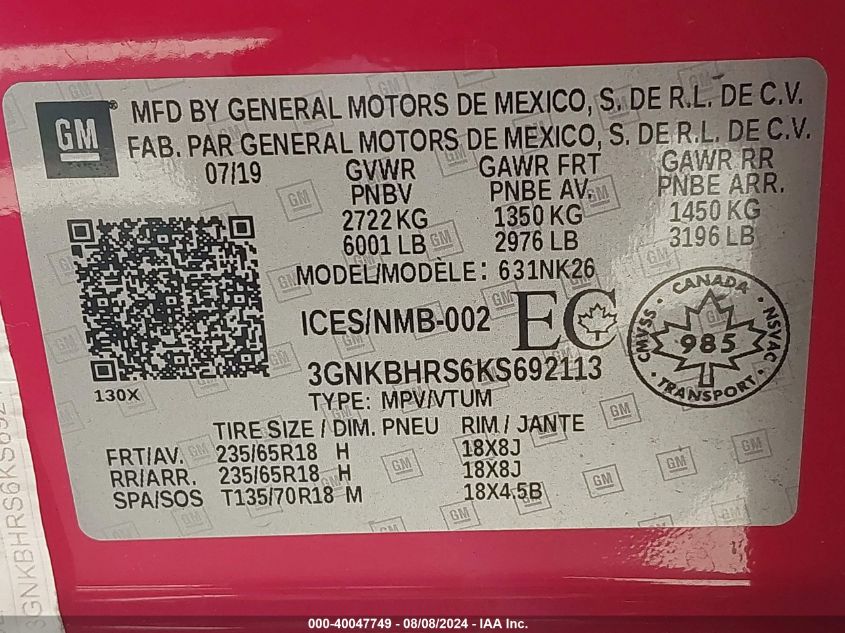 GM
MFD BY GENERAL MOTORS DE MEXICO, S. DE R.L. DE C.V.
FAB. PAR GENERAL MOTORS DE MEXICO, S. DE R.L. DE C.V.
07/19 GVWR GAWR FRT GAWR RR
PNBV PNBE AV. PNBE ARR.
2722 KG 1350 KG 1450 KG
6001 LB 2976 LB 3196 LB
MODEL/MODÈLE: 631NK26
ICES/NMB-002 EC
CANADA
CMVSS 985 NSVAC
TRANSPORT
3GNKBHRS6KS692113
130X
TYPE: MPV/VTUM
TIRE SIZE / DIM. PNEU RIM / JANTE
FRT/AV. 235/65R18 H 18X8J
RR/ARR. 235/65R18 H 18X8J
SPA/SOS T135/70R18 M 18X4.5B
3GNKBHRS6KS6921
#33308 - 40047749 - 08/08/2024 - IAA Inc.